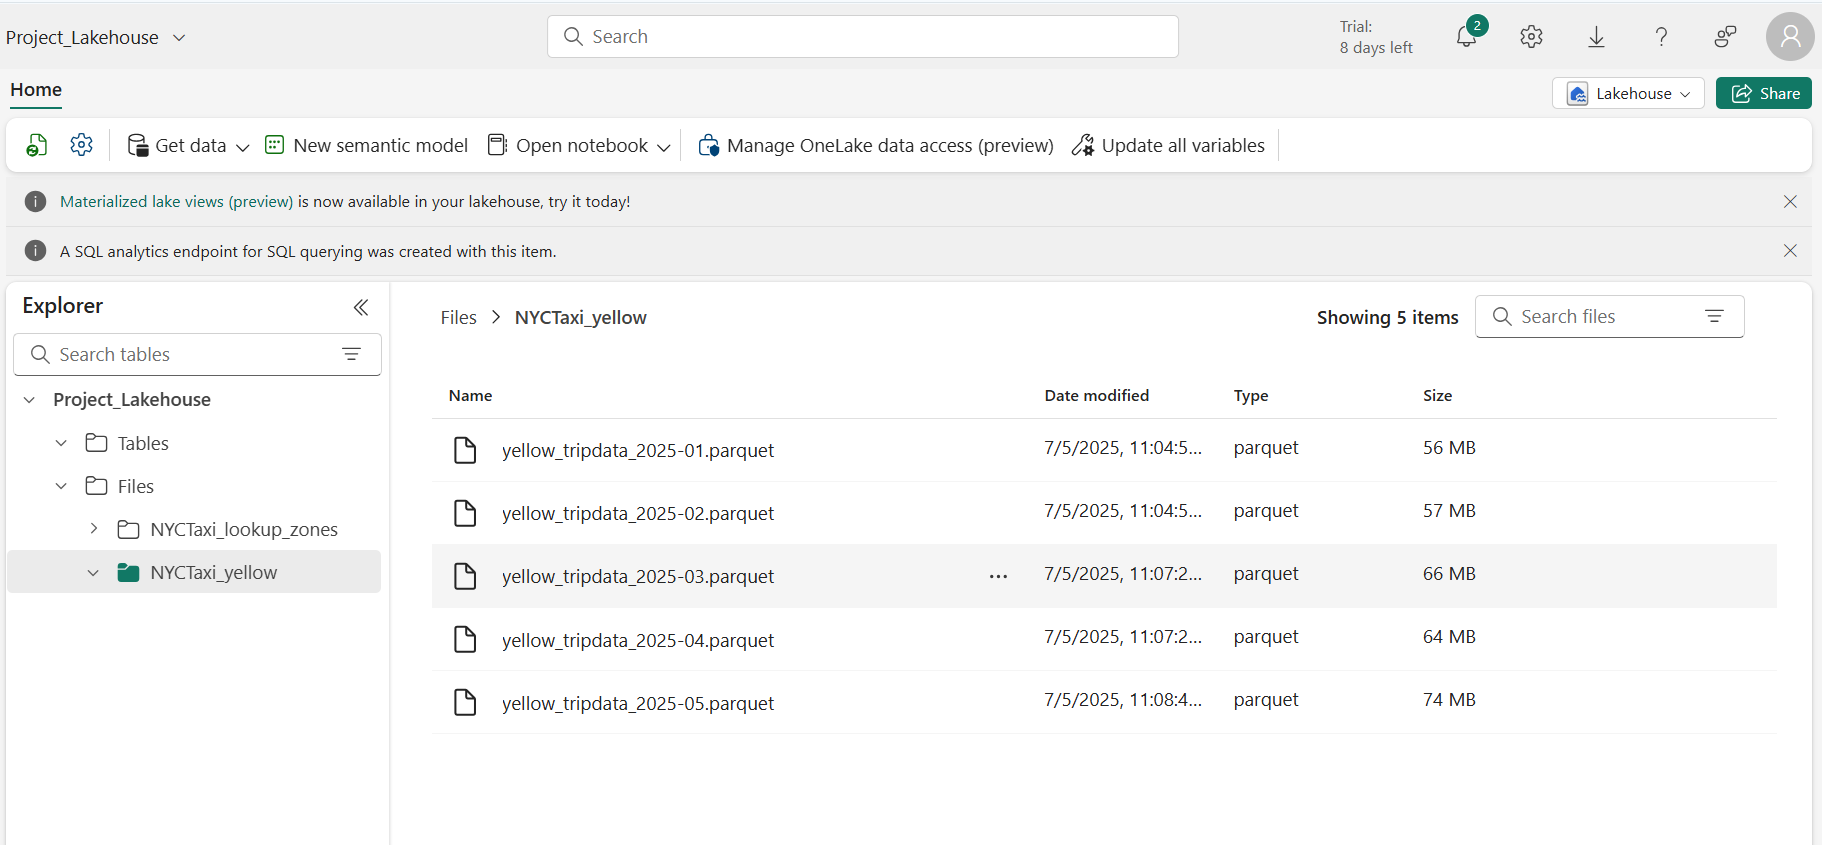 Project_Lakehouse
Search
Trial:
8 days left
2
Home
Lakehouse
Share
Get data
New semantic model
Open notebook
Manage OneLake data access (preview)
Update all variables
Materialized lake views (preview) is now available in your lakehouse, try it today!
A SQL analytics endpoint for SQL querying was created with this item.
Explorer
Search tables
Project_Lakehouse
Tables
Files
NYCTaxi_lookup_zones
NYCTaxi_yellow
Files > NYCTaxi_yellow
Showing 5 items
Search files
Name Date modified Type Size
yellow_tripdata_2025-01.parquet 7/5/2025, 11:04:5... parquet 56 MB
yellow_tripdata_2025-02.parquet 7/5/2025, 11:04:5... parquet 57 MB
yellow_tripdata_2025-03.parquet ... 7/5/2025, 11:07:2... parquet 66 MB
yellow_tripdata_2025-04.parquet 7/5/2025, 11:07:2... parquet 64 MB
yellow_tripdata_2025-05.parquet 7/5/2025, 11:08:4... parquet 74 MB